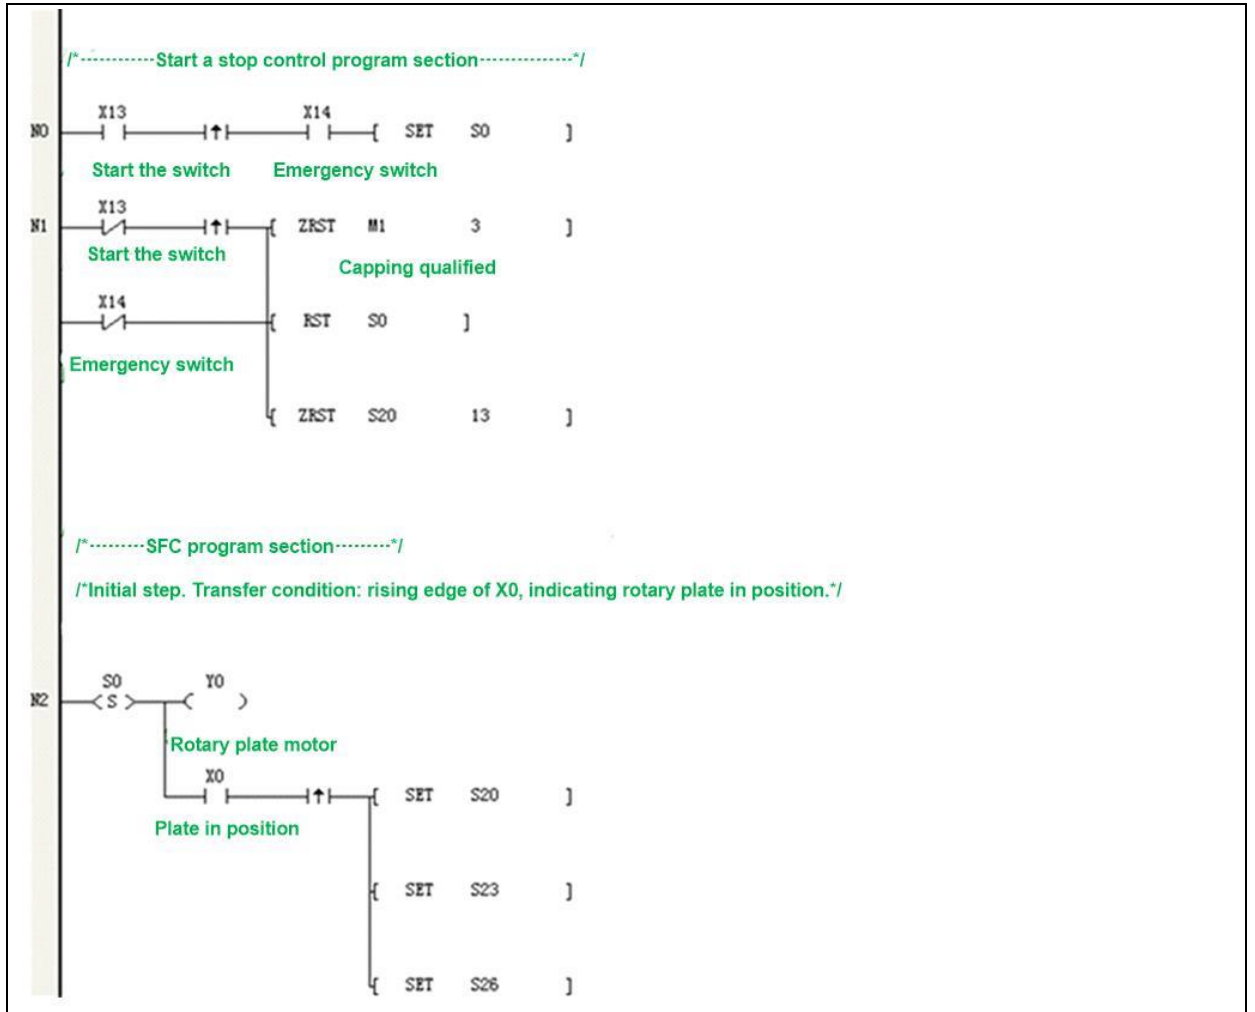 /*------------Start a stop control program section---------------*/
X13 X14
N0 SET S0 ]
Start the switch Emergency switch
X13
N1 [ ZRST M1 3 ]
Start the switch
Capping qualified
X14
[ RST S0 ]
Emergency switch
[ ZRST S20 13 ]
/*---------SFC program section---------*/
/*Initial step. Transfer condition: rising edge of X0, indicating rotary plate in position.*/
S0 Y0
N2 <S> ( )
Rotary plate motor
X0
[ SET S20 ]
Plate in position
[ SET S23 ]
[ SET S26 ]